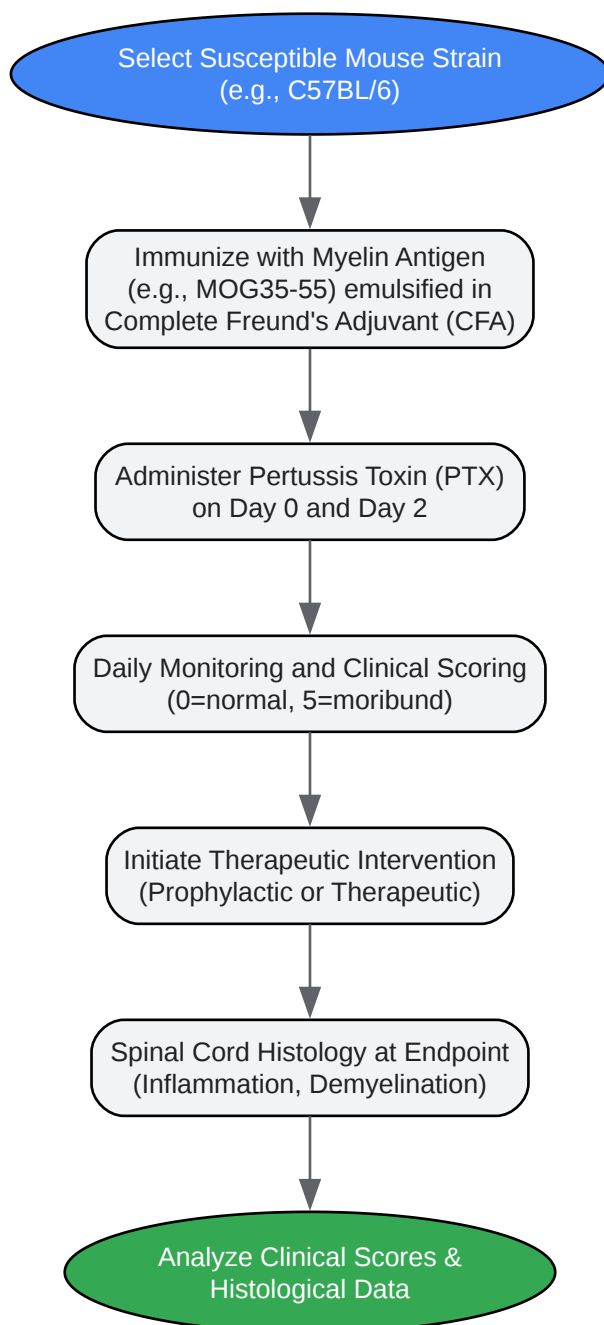 Select Susceptible Mouse Strain
(e.g., C57BL/6)
Immunize with Myelin Antigen
(e.g., MOG35-55) emulsified in
Complete Freund's Adjuvant (CFA)
Administer Pertussis Toxin (PTX)
on Day 0 and Day 2
Daily Monitoring and Clinical Scoring
(0=normal, 5=moribund)
Initiate Therapeutic Intervention
(Prophylactic or Therapeutic)
Spinal Cord Histology at Endpoint
(Inflammation, Demyelination)
Analyze Clinical Scores &
Histological Data